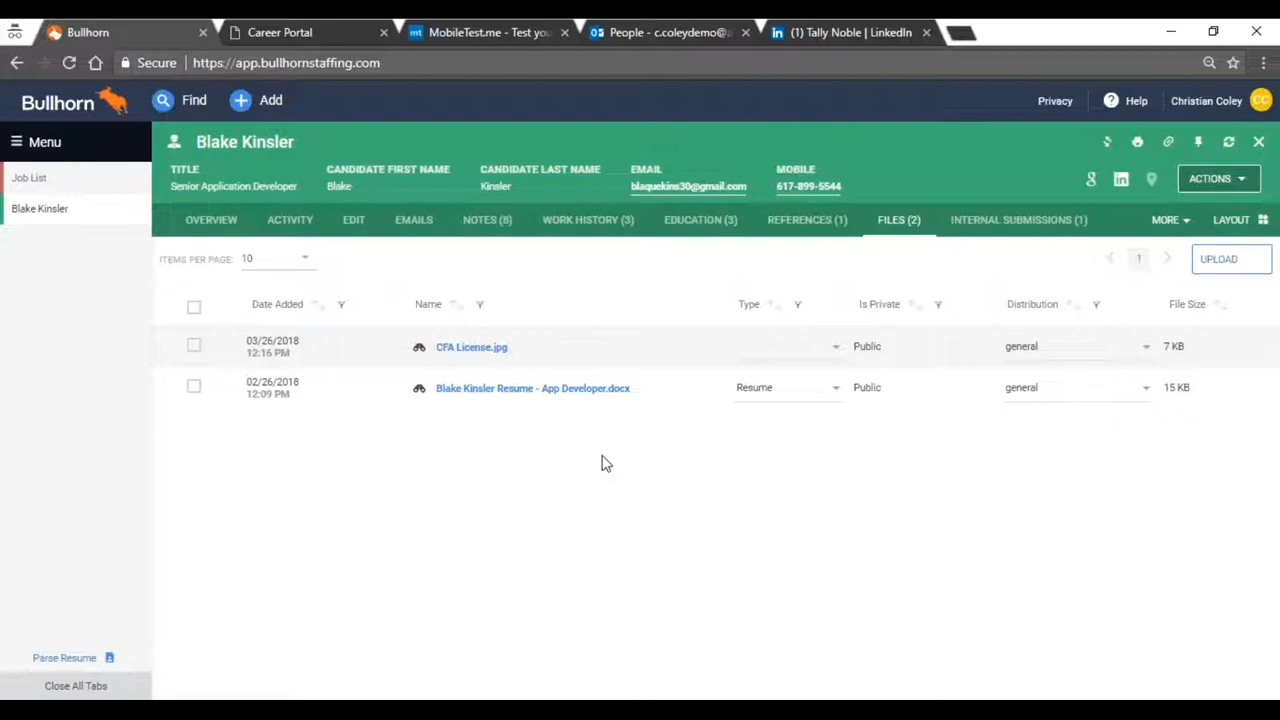 Bullhorn
Career Portal
mt MobileTest.me - Test you
People - c.coleydemo@a
in (1) Tally Noble | LinkedIn
Secure | https://app.bullhornstaffing.com
Bullhorn
Find
Add
Privacy
Help
Christian Coley
CC
Menu
Job List
Blake Kinsler
Blake Kinsler
TITLE
Senior Application Developer
CANDIDATE FIRST NAME
Blake
CANDIDATE LAST NAME
Kinsler
EMAIL
blaquekins30@gmail.com
MOBILE
617-899-5544
in
ACTIONS
OVERVIEW ACTIVITY EDIT EMAILS NOTES (8) WORK HISTORY (3) EDUCATION (3) REFERENCES (1) FILES (2) INTERNAL SUBMISSIONS (1) MORE LAYOUT
ITEMS PER PAGE: 10
1
UPLOAD
Date Added Name Type Is Private Distribution File Size
03/26/2018
12:16 PM
CFA License.jpg
Public
general
7 KB
02/26/2018
12:09 PM
Blake Kinsler Resume - App Developer.docx
Resume
Public
general
15 KB
Parse Resume
Close All Tabs